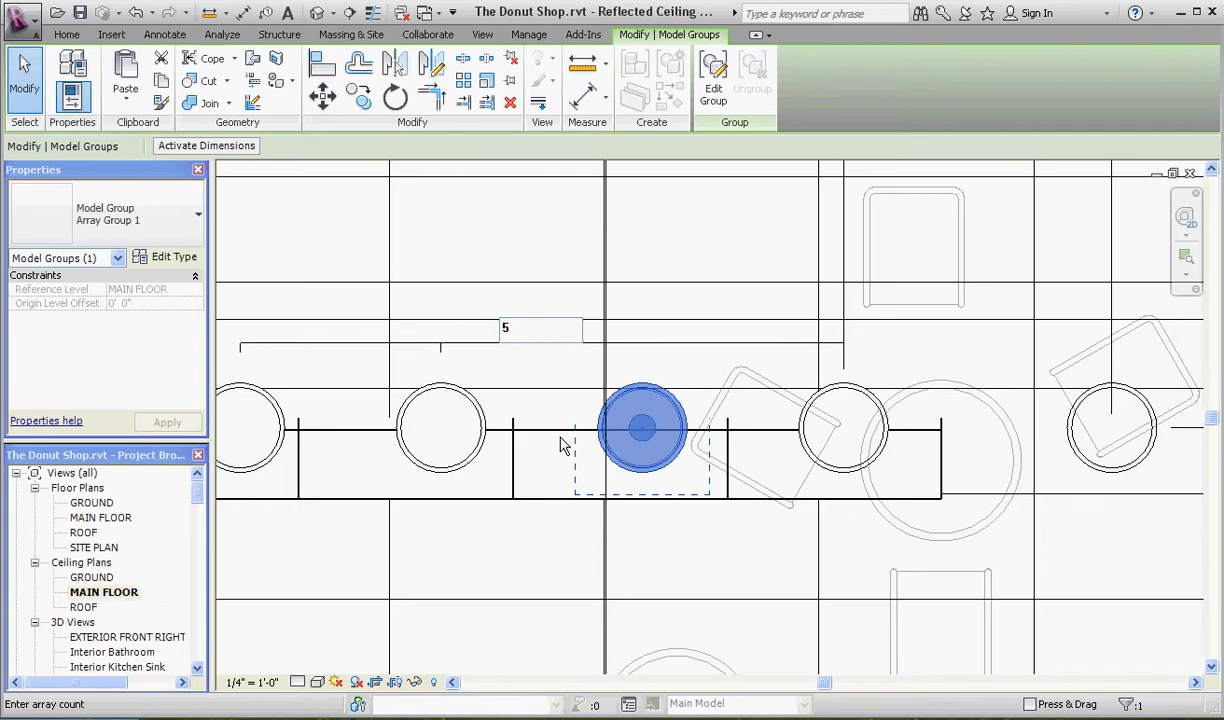 The Donut Shop.rvt - Reflected Ceiling ...
Type a keyword or phrase
Sign In
Home
Insert
Annotate
Analyze
Structure
Massing & Site
Collaborate
View
Manage
Add-Ins
Modify | Model Groups
Modify
Properties
Paste
Cope
Cut
Join
Edit
Group
Ungroup
Select
Properties
Clipboard
Geometry
Modify
View
Measure
Create
Group
Modify | Model Groups
Activate Dimensions
Properties
Model Group
Array Group 1
Model Groups (1)
Edit Type
Constraints
Reference Level
MAIN FLOOR
Origin Level Offset
0' 0"
Properties help
Apply
The Donut Shop.rvt - Project Bro...
Views (all)
Floor Plans
GROUND
MAIN FLOOR
ROOF
SITE PLAN
Ceiling Plans
GROUND
MAIN FLOOR
ROOF
3D Views
EXTERIOR FRONT RIGHT
Interior Bathroom
Interior Kitchen Sink
5
2D
1/4" = 1'-0"
Enter array count
:0
Main Model
Press & Drag
:1